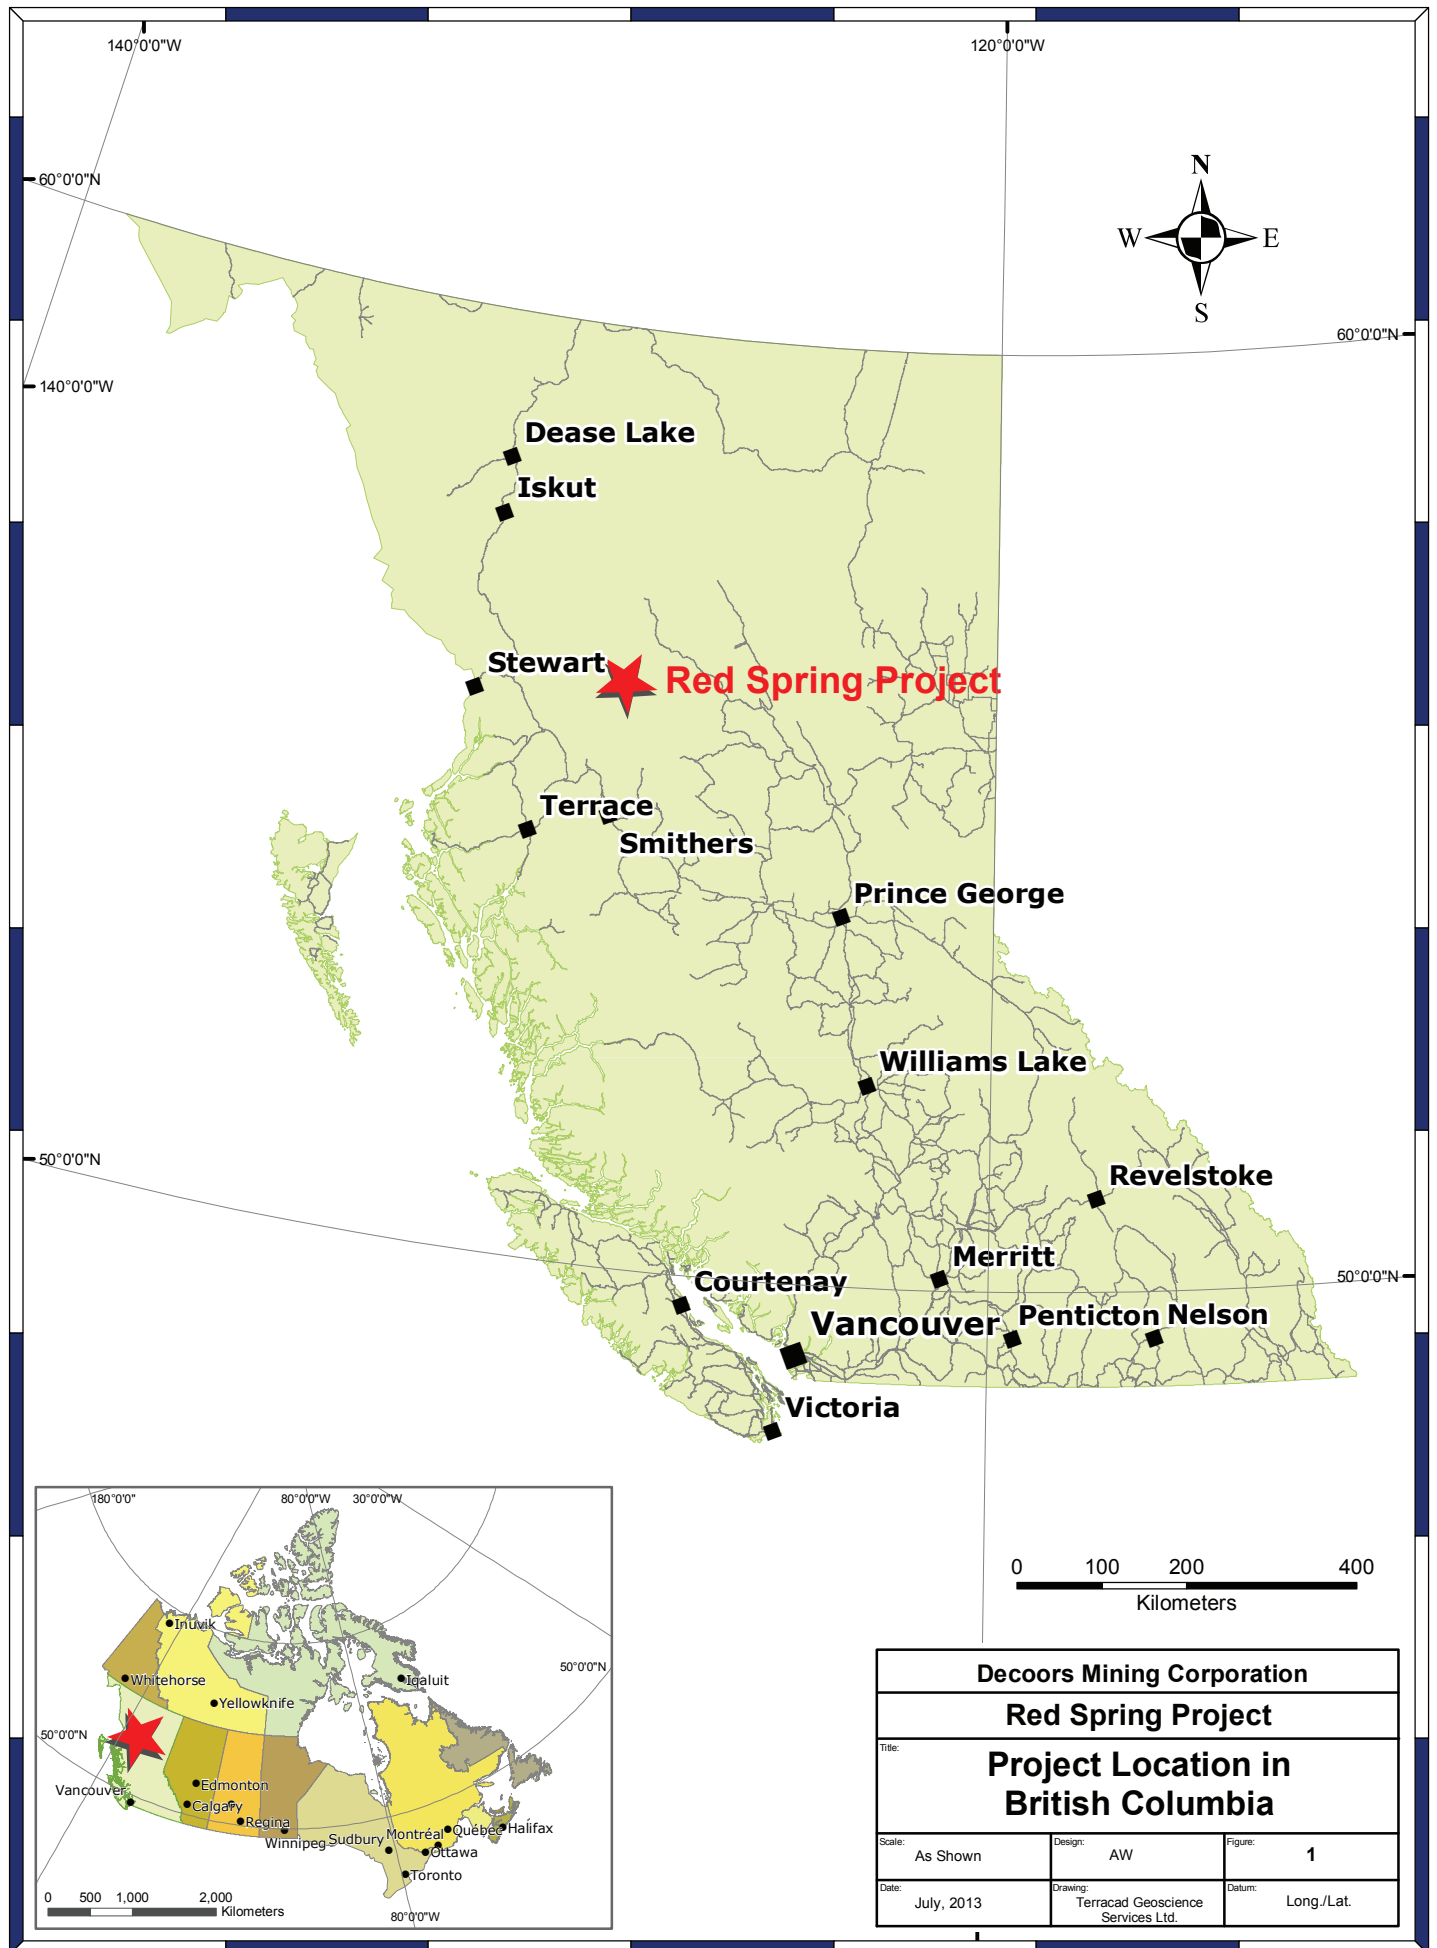 140°0'0"W
120°0'0"W
60°0'0"N
N
W
E
S
60°0'0"N
140°0'0"W
Dease Lake
Iskut
Stewart
Red Spring Project
Terrace
Smithers
Prince George
Williams Lake
50°0'0"N
Revelstoke
Merritt
50°0'0"N
Courtenay
Vancouver
Penticton
Nelson
Victoria
180°0'0"
80°0'0"W
30°0'0"W
Inuvik
Whitehorse
Yellowknife
Iqaluit
50°0'0"N
50°0'0"N
Vancouver
Edmonton
Calgary
Regina
Winnipeg
Sudbury
Montréal
Québec
Halifax
Ottawa
Toronto
0 500 1,000 2,000
Kilometers
80°0'0"W
0 100 200 400
Kilometers
Decoors Mining Corporation
Red Spring Project
Title:
Project Location in
British Columbia
Scale:
As Shown
Design:
AW
Figure:
1
Date:
July, 2013
Drawing:
Terracad Geoscience
Services Ltd.
Datum:
Long./Lat.